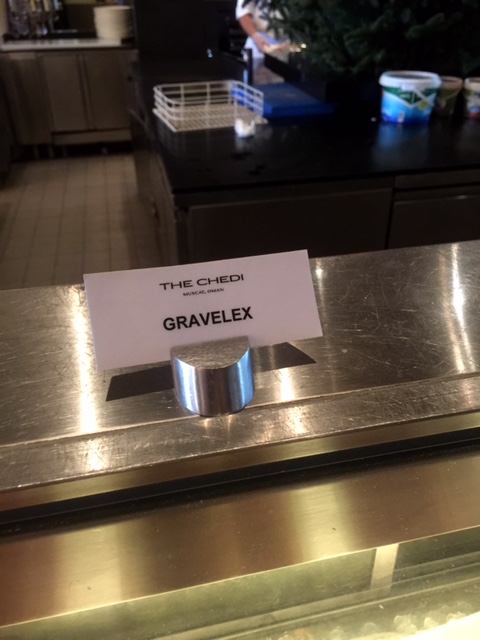 THE CHEDI
MUSCAT, OMAN
GRAVELEX